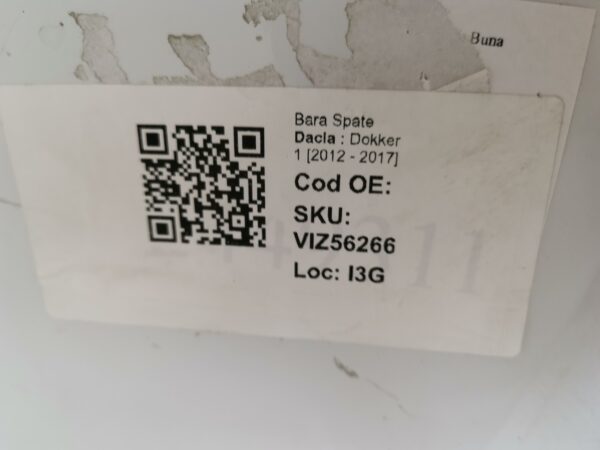 Buna
Bara Spate
Dacia : Dokker
1 [2012 - 2017]
Cod OE:
SKU:
VIZ56266
Loc: I3G